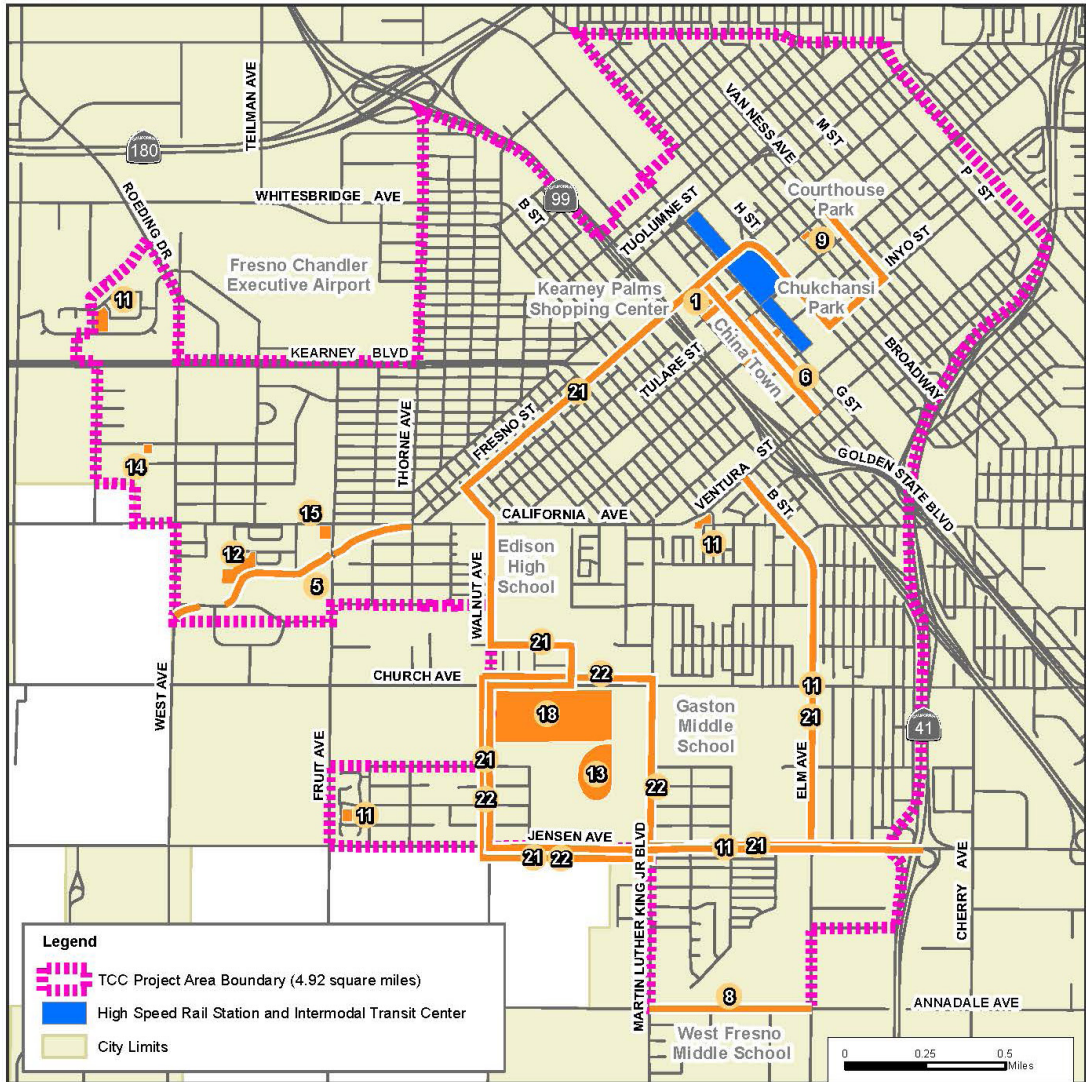 TEILMAN AVE
180
WHITESBRIDGE AVE
ROEDING DR
B ST
CALIFORNIA
99
TUOLUMNE ST
VAN NESS AVE
M ST
P ST
H ST
Courthouse
Park
9
INYO ST
Fresno Chandler
Executive Airport
11
Kearney Palms
Shopping Center
1
Chukchansi
Park
KEARNEY BLVD
China Town
TULARE ST
6
G ST
BROADWAY
21
FRESNO ST
THORNE AVE
GOLDEN STATE BLVD
VENTURA ST
B ST
14
15
CALIFORNIA AVE
11
12
5
Edison
High
School
WALNUT AVE
21
CHURCH AVE
22
11
21
WEST AVE
18
Gaston
Middle
School
41
FRUIT AVE
21
13
22
22
ELM AVE
11
JENSEN AVE
21
22
11
21
MARTIN LUTHER KING JR BLVD
CHERRY AVE
8
ANNADALE AVE
West Fresno
Middle School
Legend
TCC Project Area Boundary (4.92 square miles)
High Speed Rail Station and Intermodal Transit Center
City Limits
0 0.25 0.5
Miles